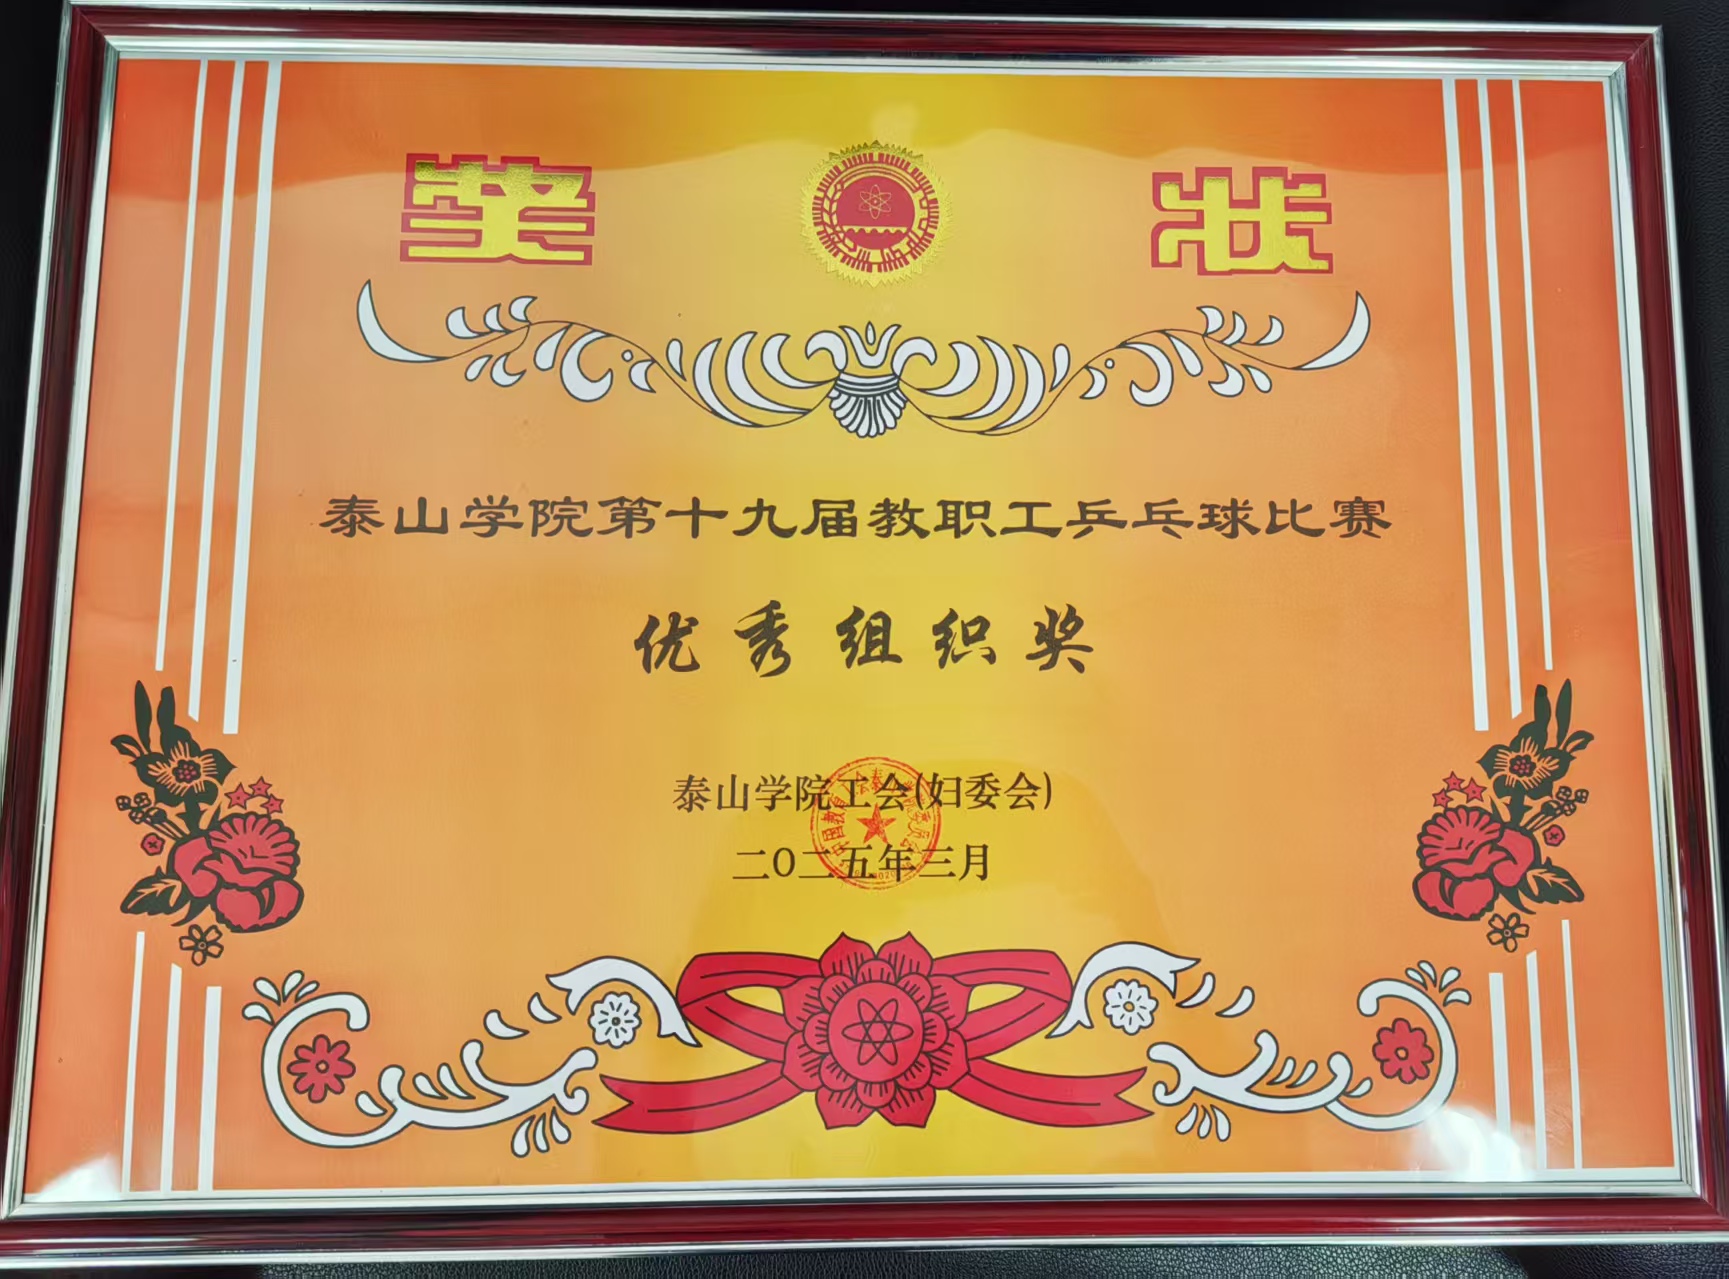 奖 状
泰山学院第十九届教职工乒乓球比赛
优秀组织奖
泰山学院工会(妇委会)
二〇二五年三月